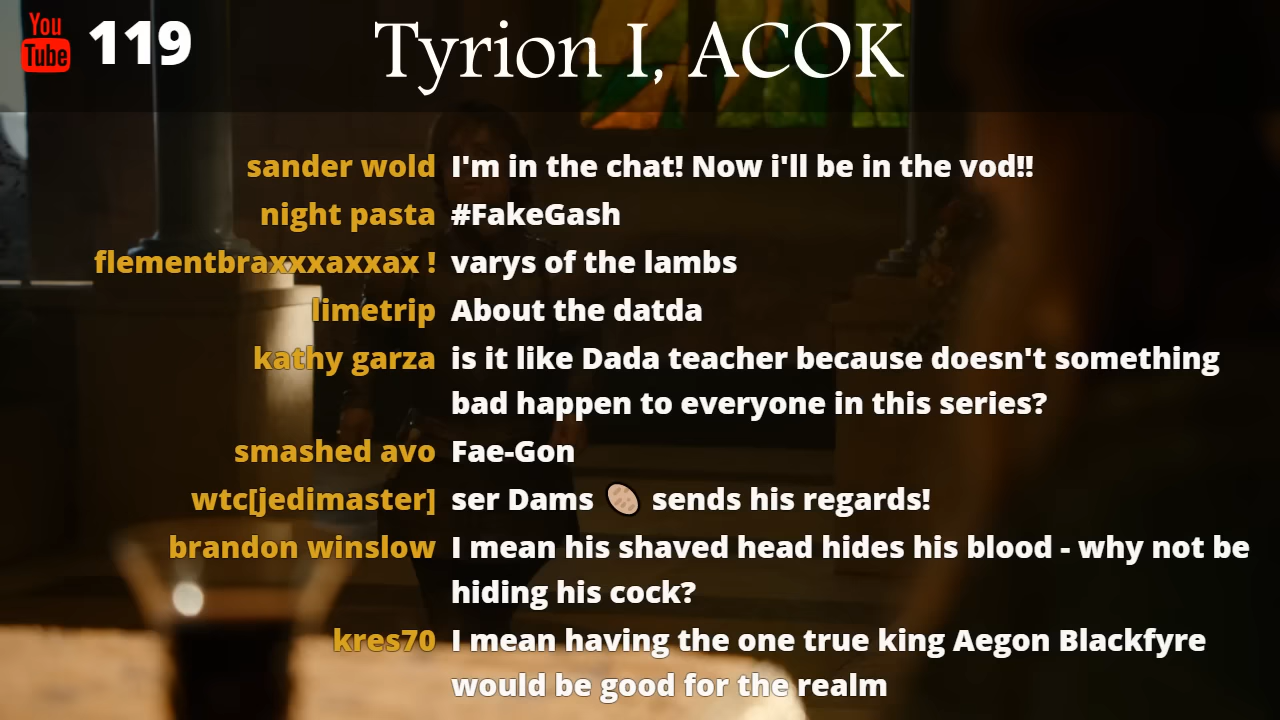 You Tube 119
Tyrion I, ACOK
sander wold I'm in the chat! Now i'll be in the vod!!
night pasta #FakeGash
flementbraxxxaxxax ! varys of the lambs
limetrip About the datda
kathy garza is it like Dada teacher because doesn't something
bad happen to everyone in this series?
smashed avo Fae-Gon
wtc[jedimaster] ser Dams 🥔 sends his regards!
brandon winslow I mean his shaved head hides his blood - why not be
hiding his cock?
kres70 I mean having the one true king Aegon Blackfyre
would be good for the realm